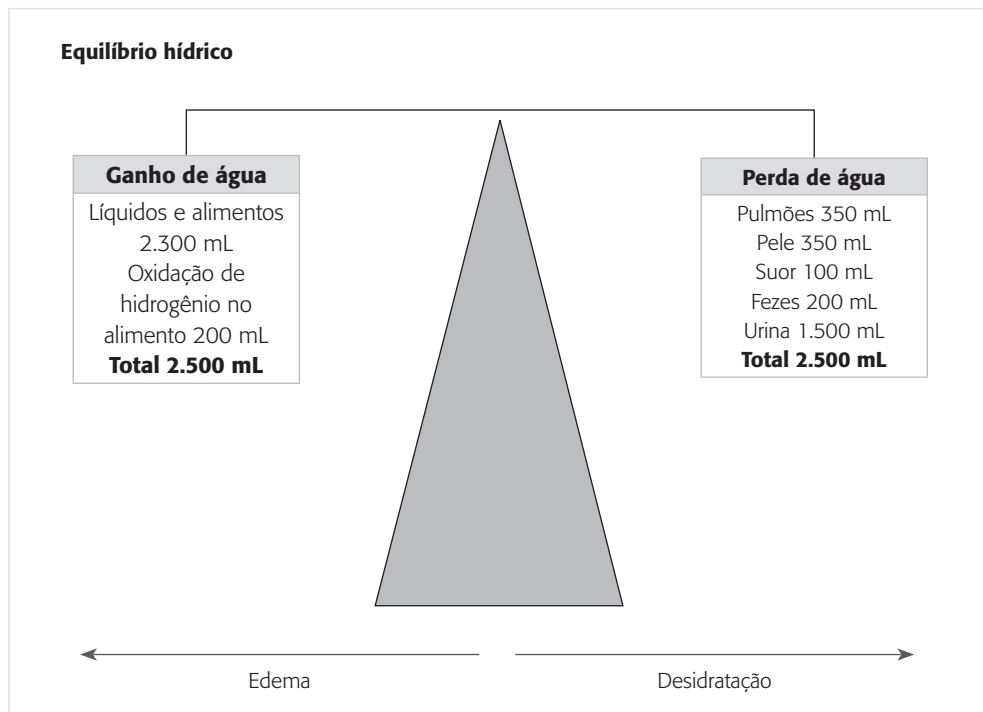 Equilíbrio hídrico
Ganho de água
Líquidos e alimentos
2.300 mL
Oxidação de
hidrogênio no
alimento 200 mL
Total 2.500 mL
Perda de água
Pulmões 350 mL
Pele 350 mL
Suor 100 mL
Fezes 200 mL
Urina 1.500 mL
Total 2.500 mL
Edema
Desidratação